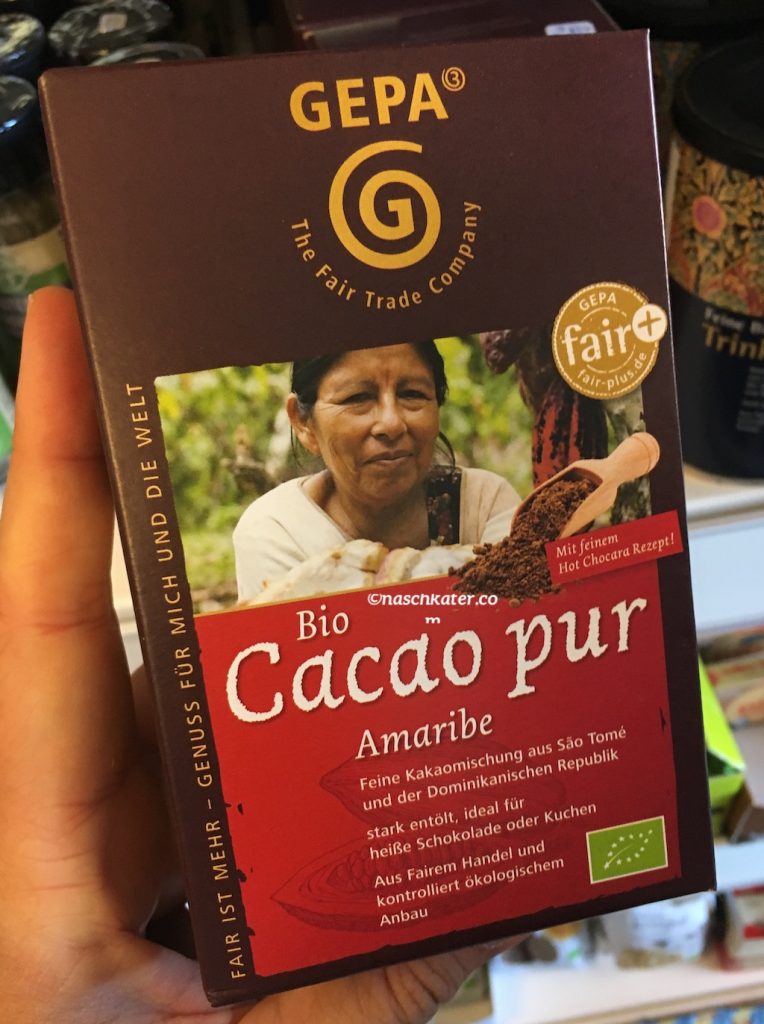 GEPA³
G
The Fair Trade Company
GEPA
fair+
fair-plus.de
Mit feinem
Hot Chocara Rezept!
©naschkater.co
m
Bio
Cacao pur
Amaribe
Feine Kakaomischung aus São Tomé
und der Dominikanischen Republik
stark entölt, ideal für
heiße Schokolade oder Kuchen
Aus Fairem Handel und
kontrolliert ökologischem
Anbau
FAIR IST MEHR – GENUSS FÜR MICH UND DIE WELT